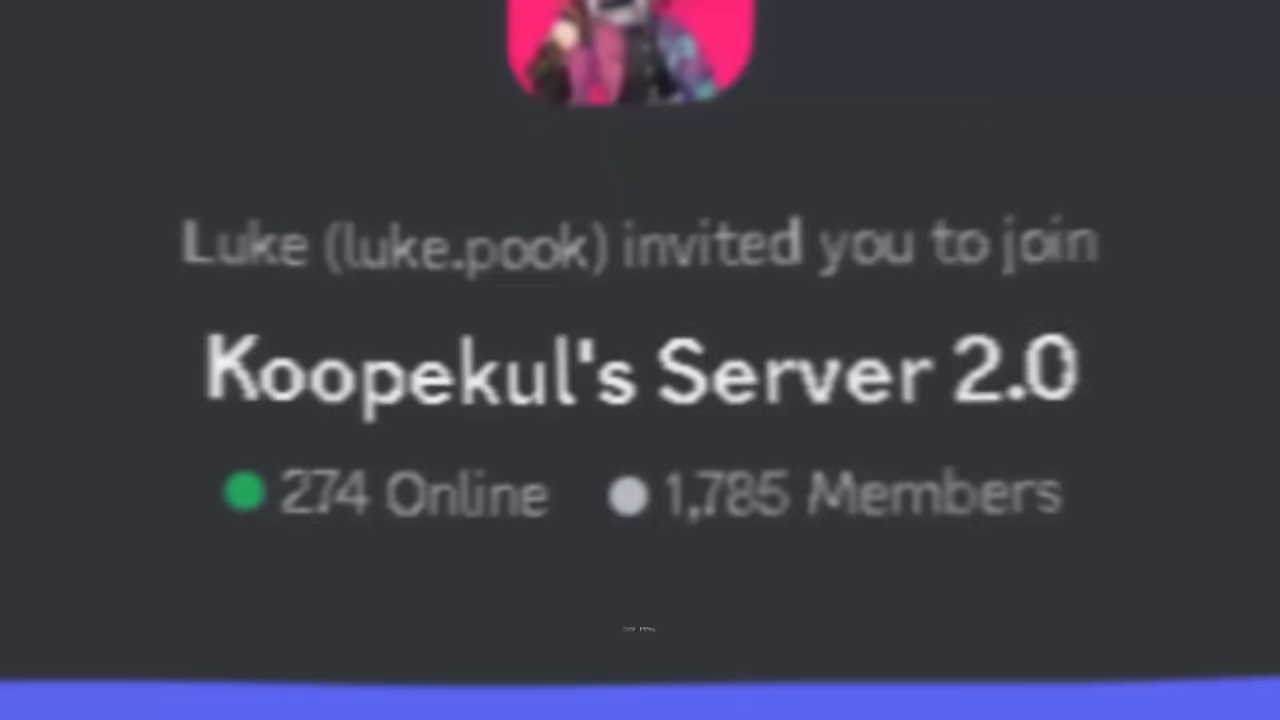 Luke (luke.pook) invited you to join
Koopekul's Server 2.0
274 Online 1,785 Members